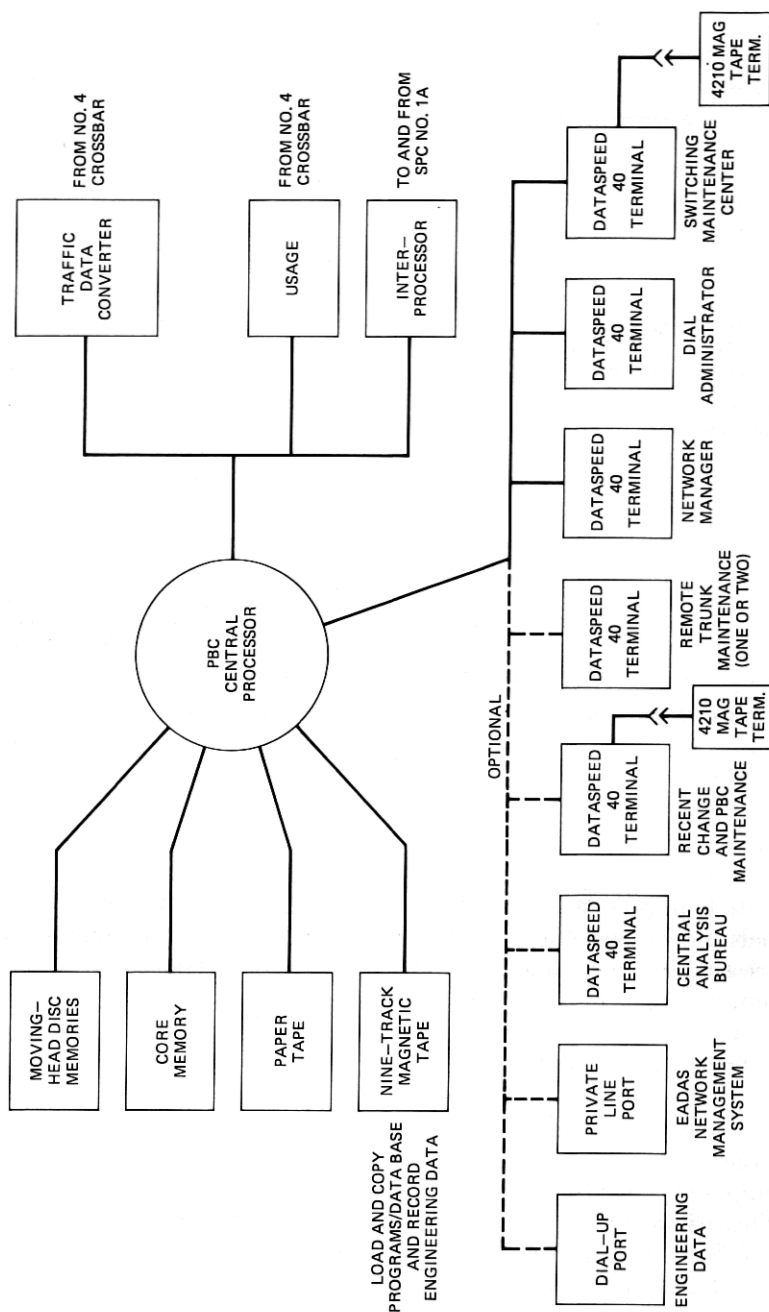 MOVING-
HEAD DISC
MEMORIES
CORE
MEMORY
PAPER
TAPE
NINE-TRACK
MAGNETIC
TAPE
LOAD AND COPY
PROGRAMS/DATA BASE
AND RECORD
ENGINEERING DATA
PBC
CENTRAL
PROCESSOR
TRAFFIC
DATA
CONVERTER
FROM NO. 4
CROSSBAR
USAGE
FROM NO. 4
CROSSBAR
INTER-
PROCESSOR
TO AND FROM
SPC NO. 1A
OPTIONAL
DIAL-UP
PORT
ENGINEERING
DATA
PRIVATE
LINE
PORT
EADAS
NETWORK
MANAGEMENT
SYSTEM
DATASPEED
40
TERMINAL
CENTRAL
ANALYSIS
BUREAU
DATASPEED
40
TERMINAL
RECENT
CHANGE
AND PBC
MAINTENANCE
4210 MAG
TAPE
TERM.
DATASPEED
40
TERMINAL
REMOTE
TRUNK
MAINTENANCE
(ONE OR TWO)
DATASPEED
40
TERMINAL
NETWORK
MANAGER
DATASPEED
40
TERMINAL
DIAL
ADMINISTRATOR
DATASPEED
40
TERMINAL
SWITCHING
MAINTENANCE
CENTER
4210 MAG
TAPE
TERM.